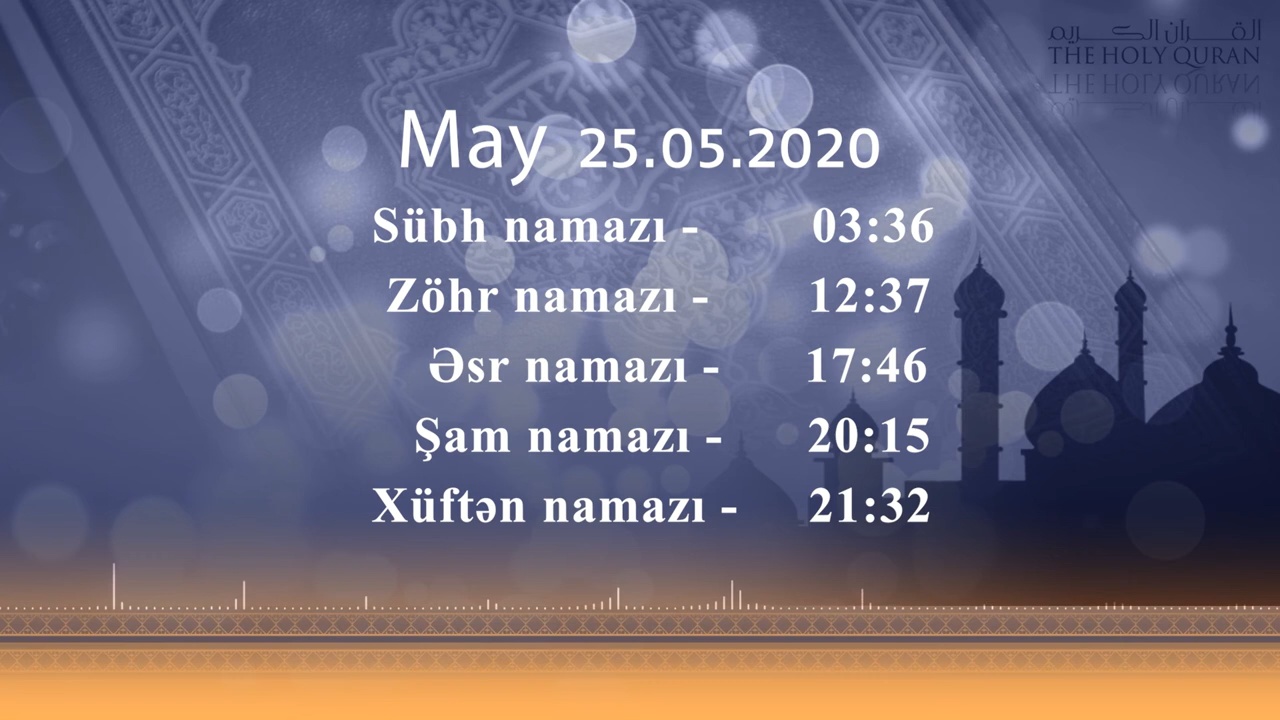 القرآن الكريم
THE HOLY QURAN
May 25.05.2020
Sübh namazı - 03:36
Zöhr namazı - 12:37
Əsr namazı - 17:46
Şam namazı - 20:15
Xüftən namazı - 21:32